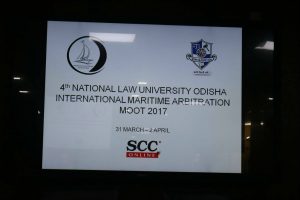 4th NATIONAL LAW UNIVERSITY ODISHA
INTERNATIONAL MARITIME ARBITRATION
MOOT 2017
31 MARCH - 2 APRIL
SCC
ONLINE